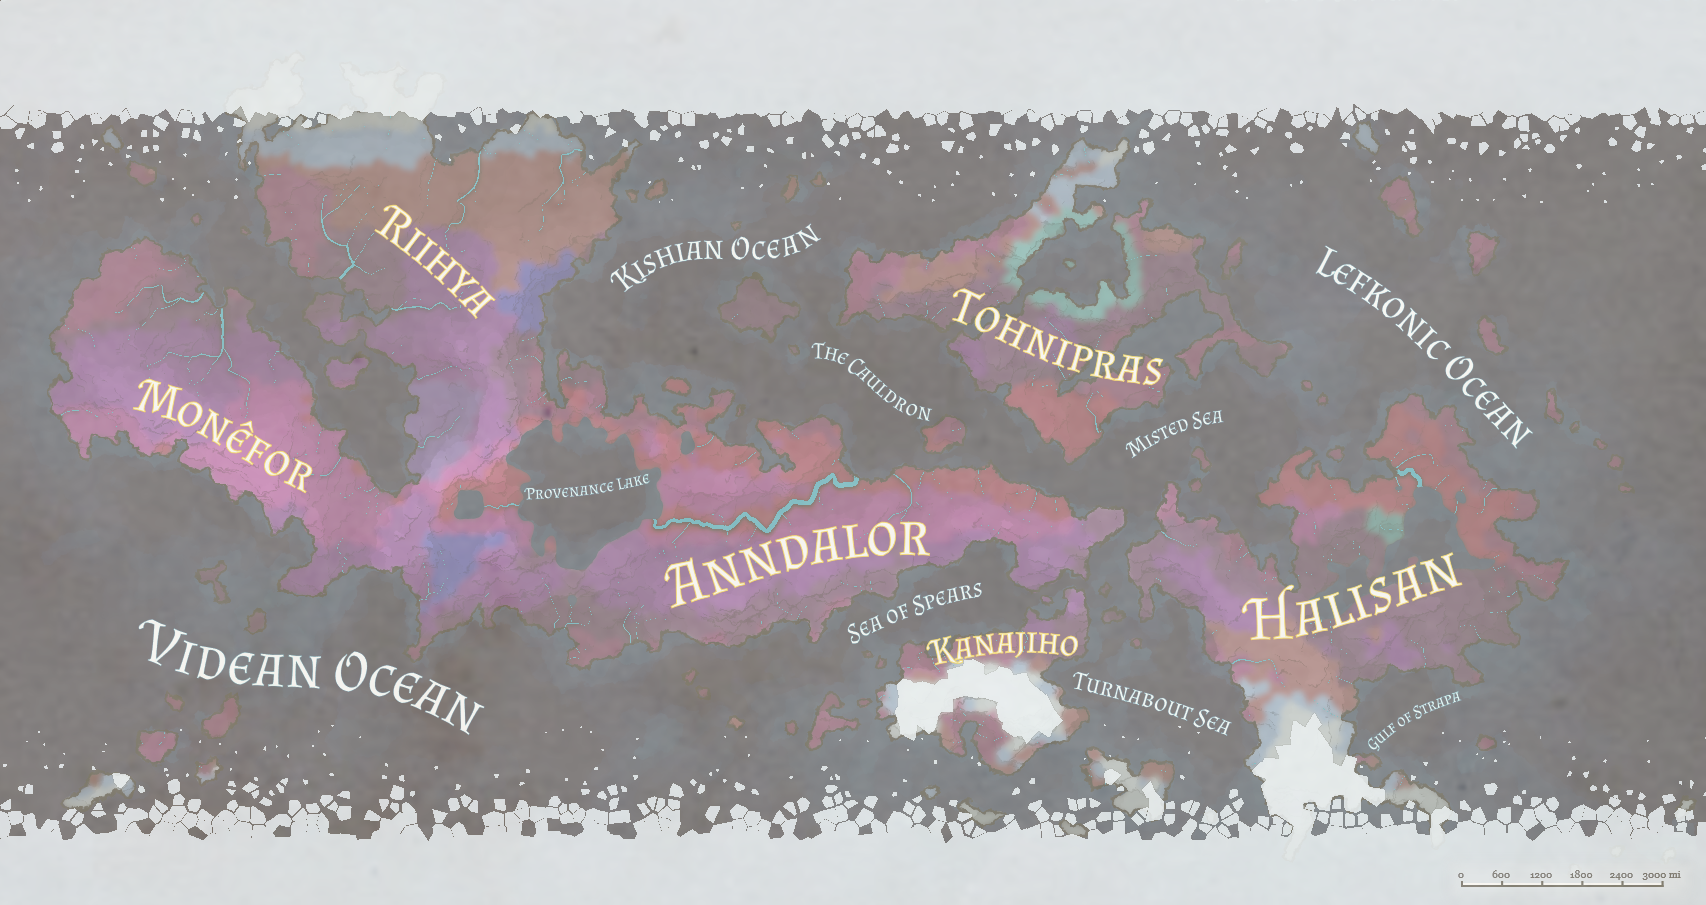 Riihya
Kishian Ocean
Lefkonic Ocean
Tohnipras
The Cauldron
Monêfor
Misted Sea
Provenance Lake
Anndalor
Halisan
Sea of Spears
Kanajiho
Videan Ocean
Turnabout Sea
Gulf of Strapa
0 600 1200 1800 2400 3000 mi